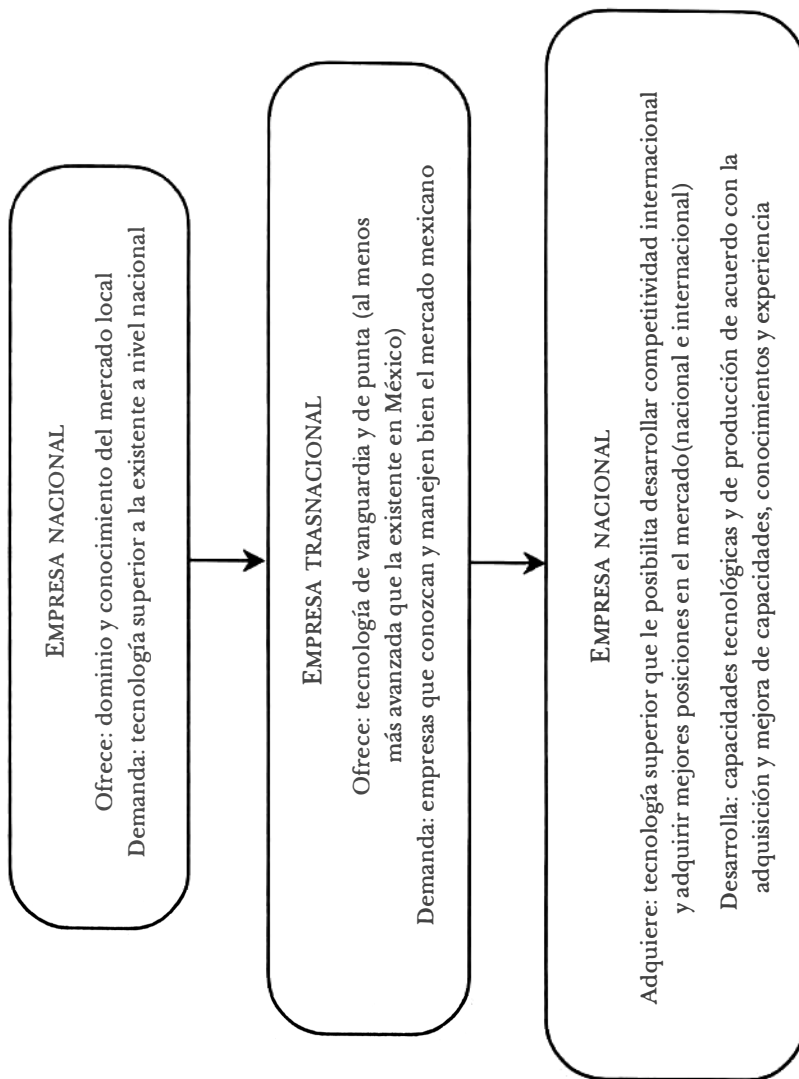 EMPRESA NACIONAL
Ofrece: dominio y conocimiento del mercado local
Demanda: tecnología superior a la existente a nivel nacional
EMPRESA TRASNACIONAL
Ofrece: tecnología de vanguardia y de punta (al menos
más avanzada que la existente en México)
Demanda: empresas que conozcan y manejen bien el mercado mexicano
EMPRESA NACIONAL
Adquiere: tecnología superior que le posibilita desarrollar competitividad internacional
y adquirir mejores posiciones en el mercado(nacional e internacional)
Desarrolla: capacidades tecnológicas y de producción de acuerdo con la
adquisición y mejora de capacidades, conocimientos y experiencia